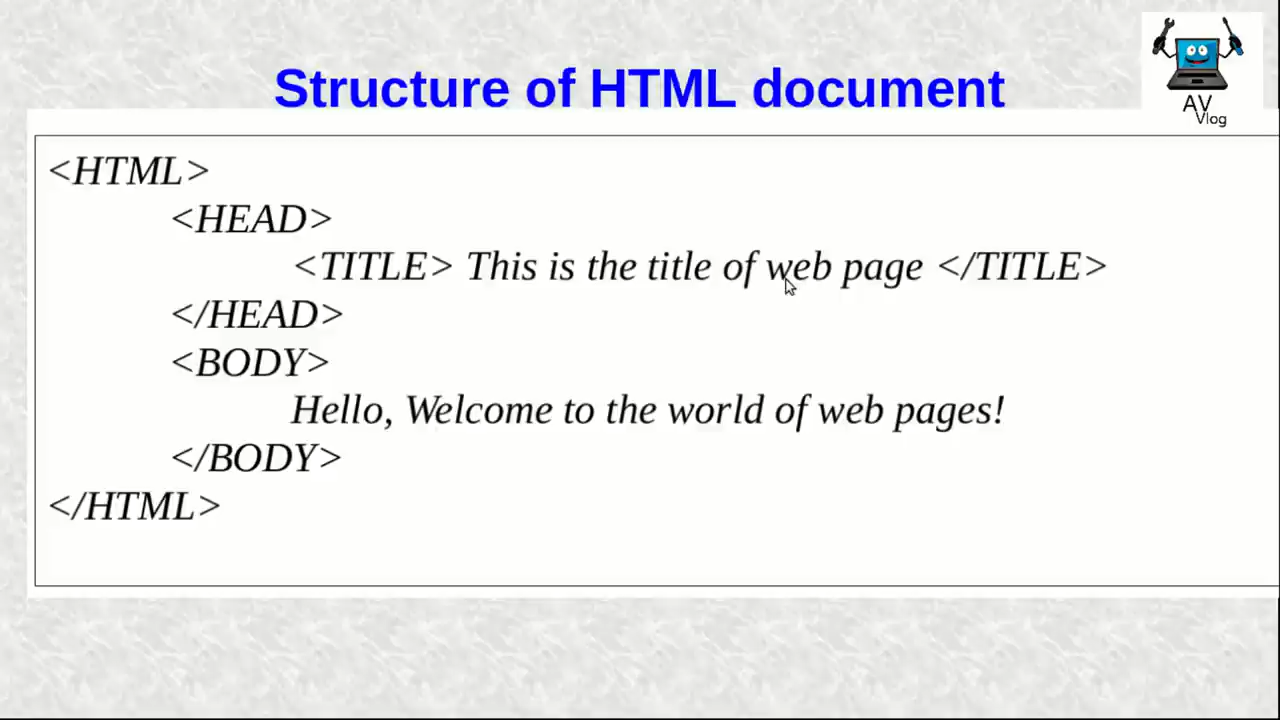 Structure of HTML document
AV
Vlog
<HTML>
<HEAD>
<TITLE> This is the title of web page </TITLE>
</HEAD>
<BODY>
Hello, Welcome to the world of web pages!
</BODY>
</HTML>